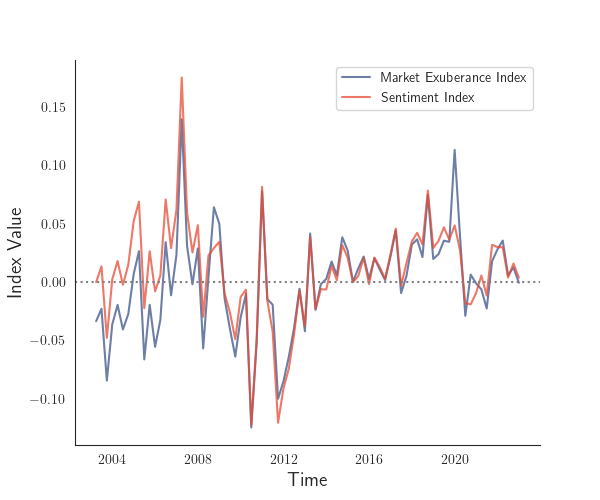 Market Exuberance Index
Sentiment Index
0.15
0.10
0.05
0.00
−0.05
−0.10
Index Value
2004 2008 2012 2016 2020
Time